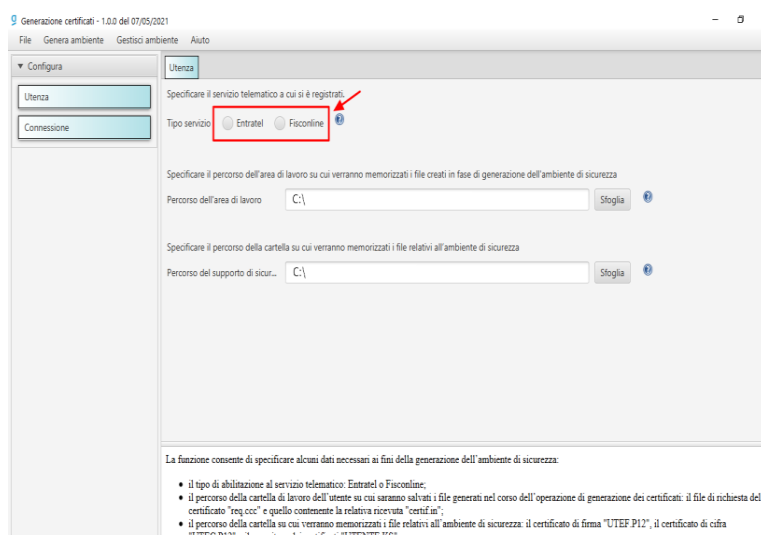 Generazione certificati - 1.0.0 del 07/05/2021
File Genera ambiente Gestisci ambiente Aiuto
Configura
Utenza
Connessione
Utenza
Specificare il servizio telematico a cui si è registrati.
Tipo servizio Entratel Fisconline
Specificare il percorso dell'area di lavoro su cui verranno memorizzati i file creati in fase di generazione dell'ambiente di sicurezza
Percorso dell'area di lavoro C:\ Sfoglia
Specificare il percorso della cartella su cui verranno memorizzati i file relativi all'ambiente di sicurezza
Percorso del supporto di sicur... C:\ Sfoglia
La funzione consente di specificare alcuni dati necessari ai fini della generazione dell'ambiente di sicurezza:
• il tipo di abilitazione al servizio telematico: Entratel o Fisconline;
• il percorso della cartella di lavoro dell'utente su cui saranno salvati i file generati nel corso dell'operazione di generazione dei certificati: il file di richiesta del
certificato "req.ccc" e quello contenente la relativa ricevuta "certif.in";
• il percorso della cartella su cui verranno memorizzati i file relativi all'ambiente di sicurezza: il certificato di firma "UTEF.P12", il certificato di cifra